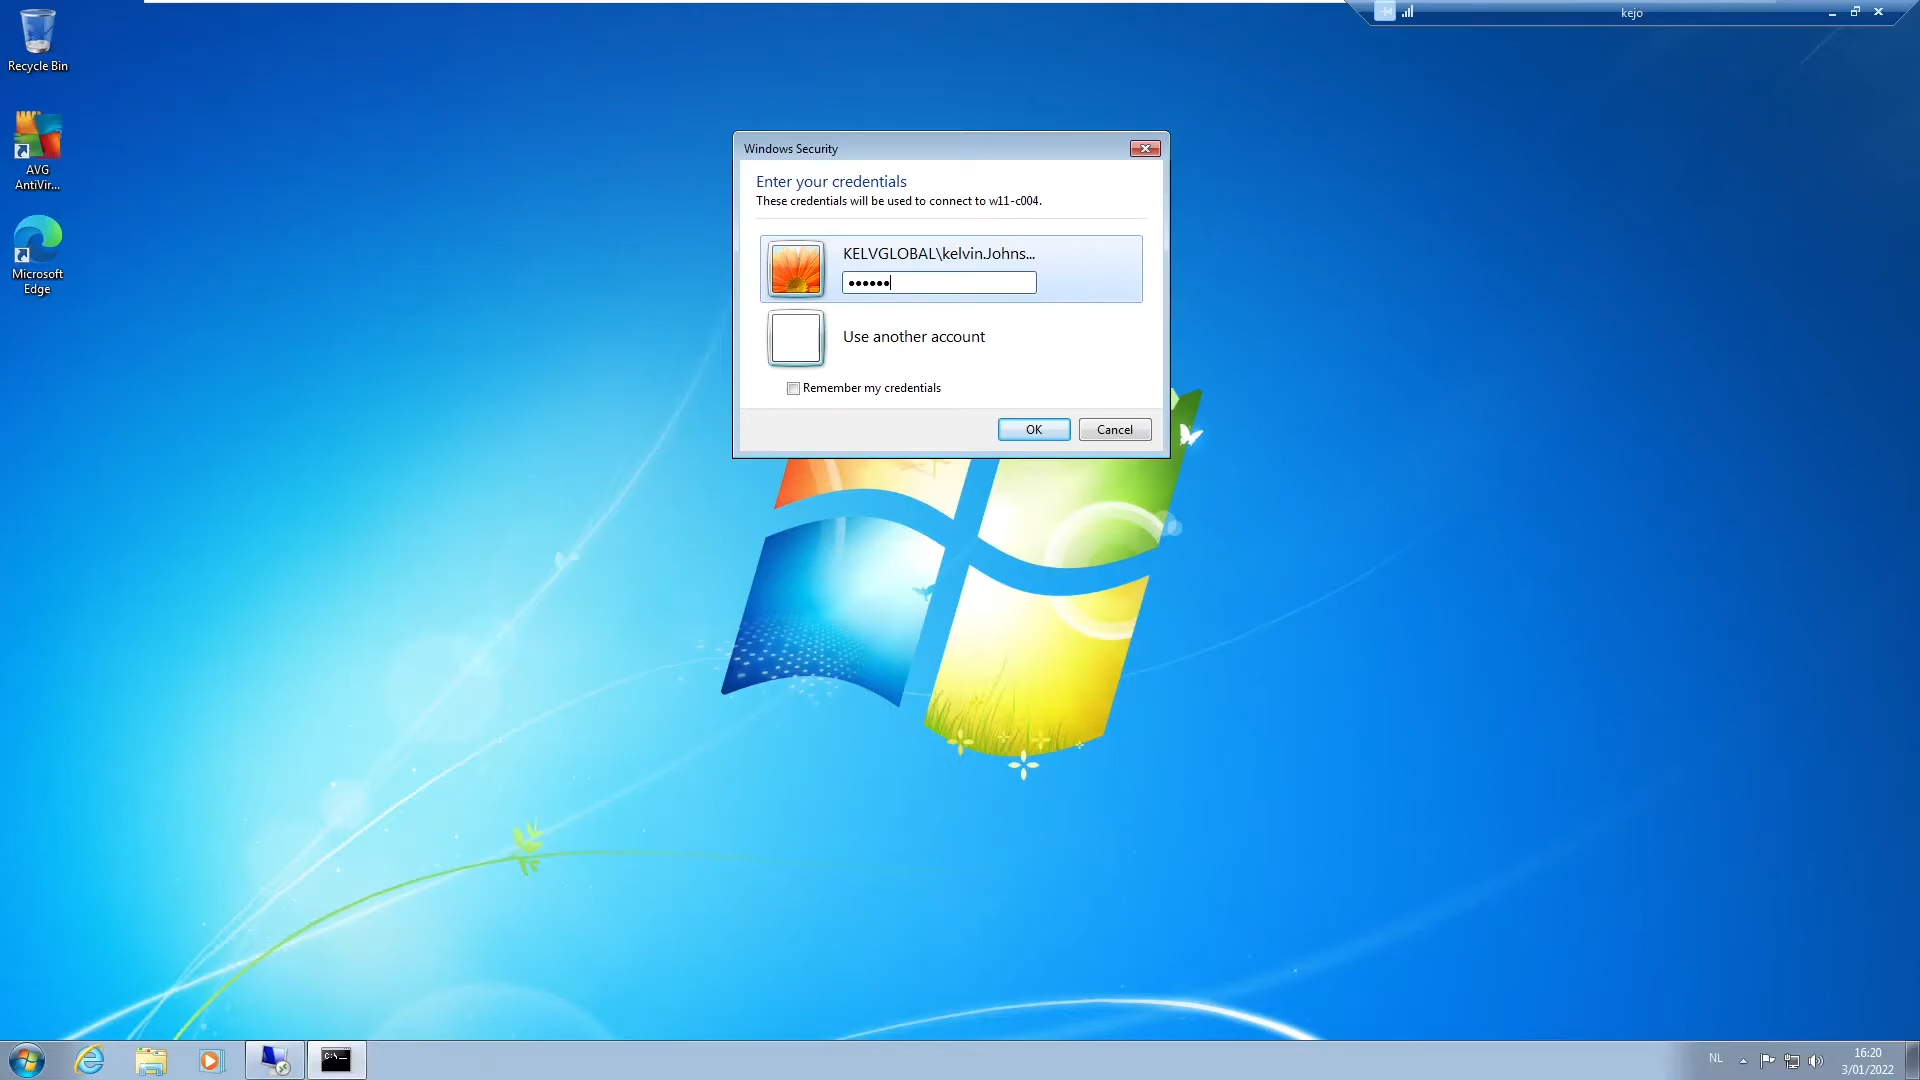 kejo
Recycle Bin
AVG
AntiVir...
Microsoft
Edge
Windows Security
Enter your credentials
These credentials will be used to connect to w11-c004.
KELVGLOBAL\kelvin.Johns...
Use another account
Remember my credentials
OK
Cancel
C:\_
NL
16:20
3/01/2022